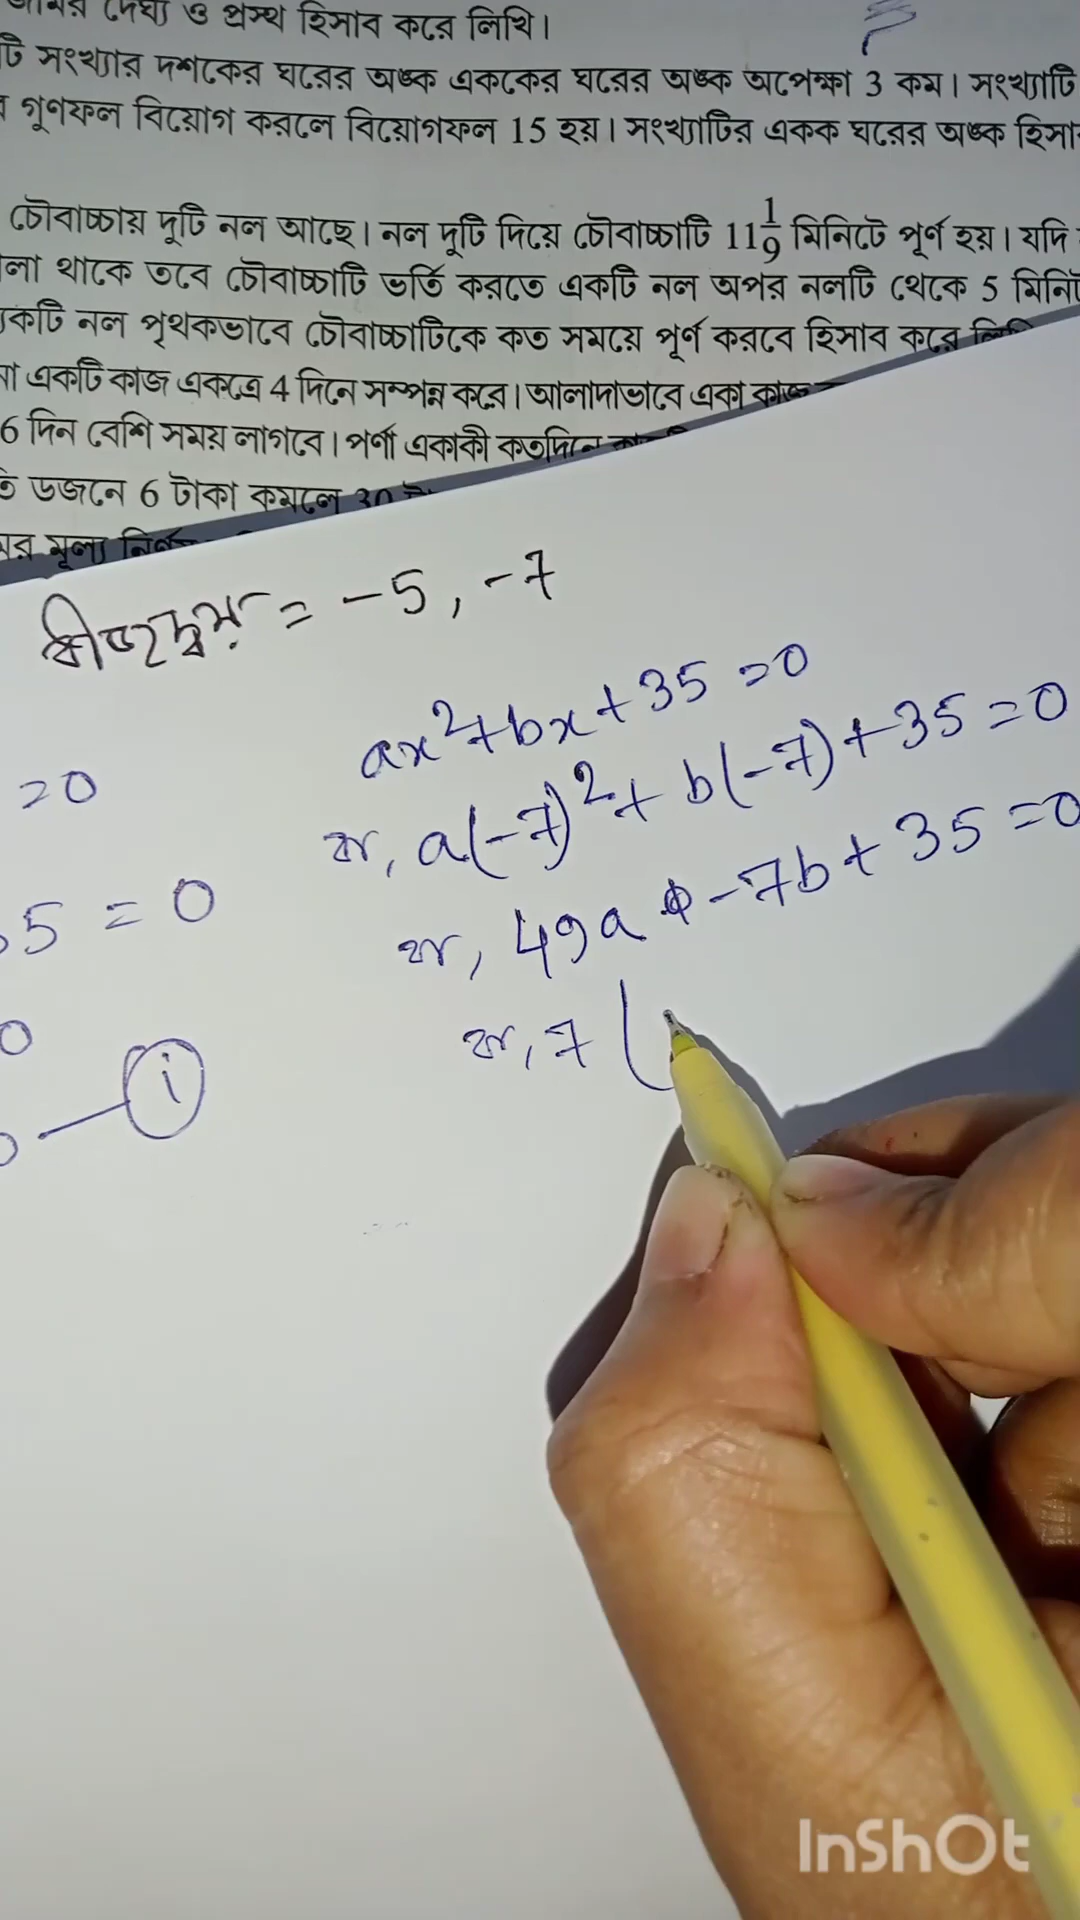 ও প্রস্থ হিসাব করে লিখি।
টি সংখ্যার দশকের ঘরের অঙ্ক এককের ঘরের অঙ্ক অপেক্ষা 3 কম। সংখ্যাটি
গুণফল বিয়োগ করলে বিয়োগফল 15 হয়। সংখ্যাটির একক ঘরের অঙ্ক হিসা
চৌবাচ্চায় দুটি নল আছে। নল দুটি দিয়ে চৌবাচ্চাটি 11 1/9 মিনিটে পূর্ণ হয়। যদি
লা থাকে তবে চৌবাচ্চাটি ভর্তি করতে একটি নল অপর নলটি থেকে 5 মিনিট
কটি নল পৃথকভাবে চৌবাচ্চাটিকে কত সময়ে পূর্ণ করবে হিসাব করে
একটি কাজ একত্রে 4 দিনে সম্পন্ন করে। আলাদাভাবে একা কাজ
6 দিন বেশি সময় লাগবে। পর্ণা একাকী কতদিনে
ডজনে 6 টাকা কমলে 30
মূল্য
= -5, -7
ax²+bx+35=0
=0
বা, a(-7)²+ b(-7)+35=0
5 = 0
বা, 49a -7b+35=0
0
বা, 7 (
i
InShOt